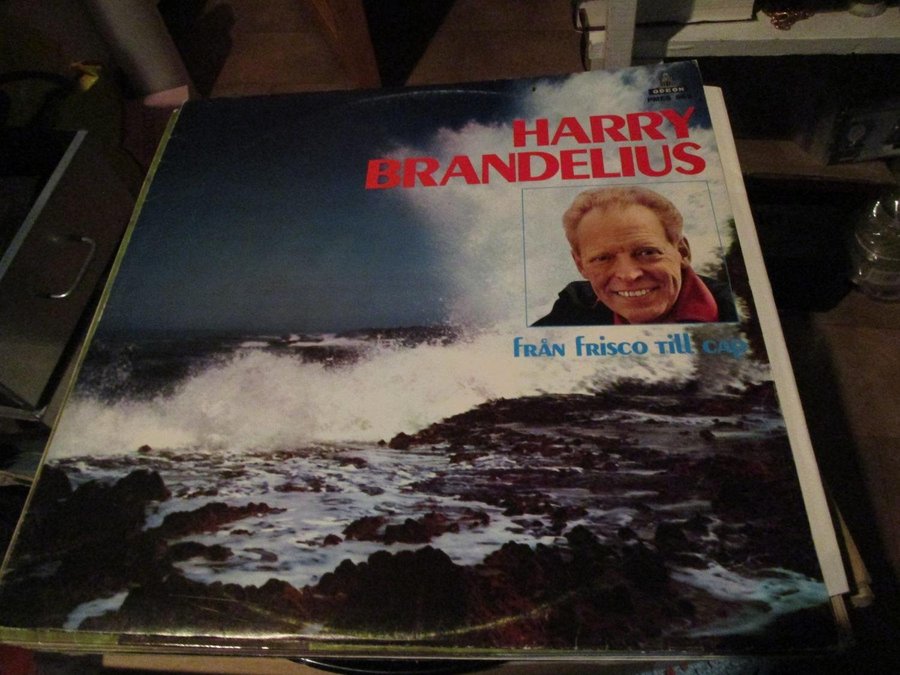 ODEON
HARRY
BRANDELIUS
från frisco till cap